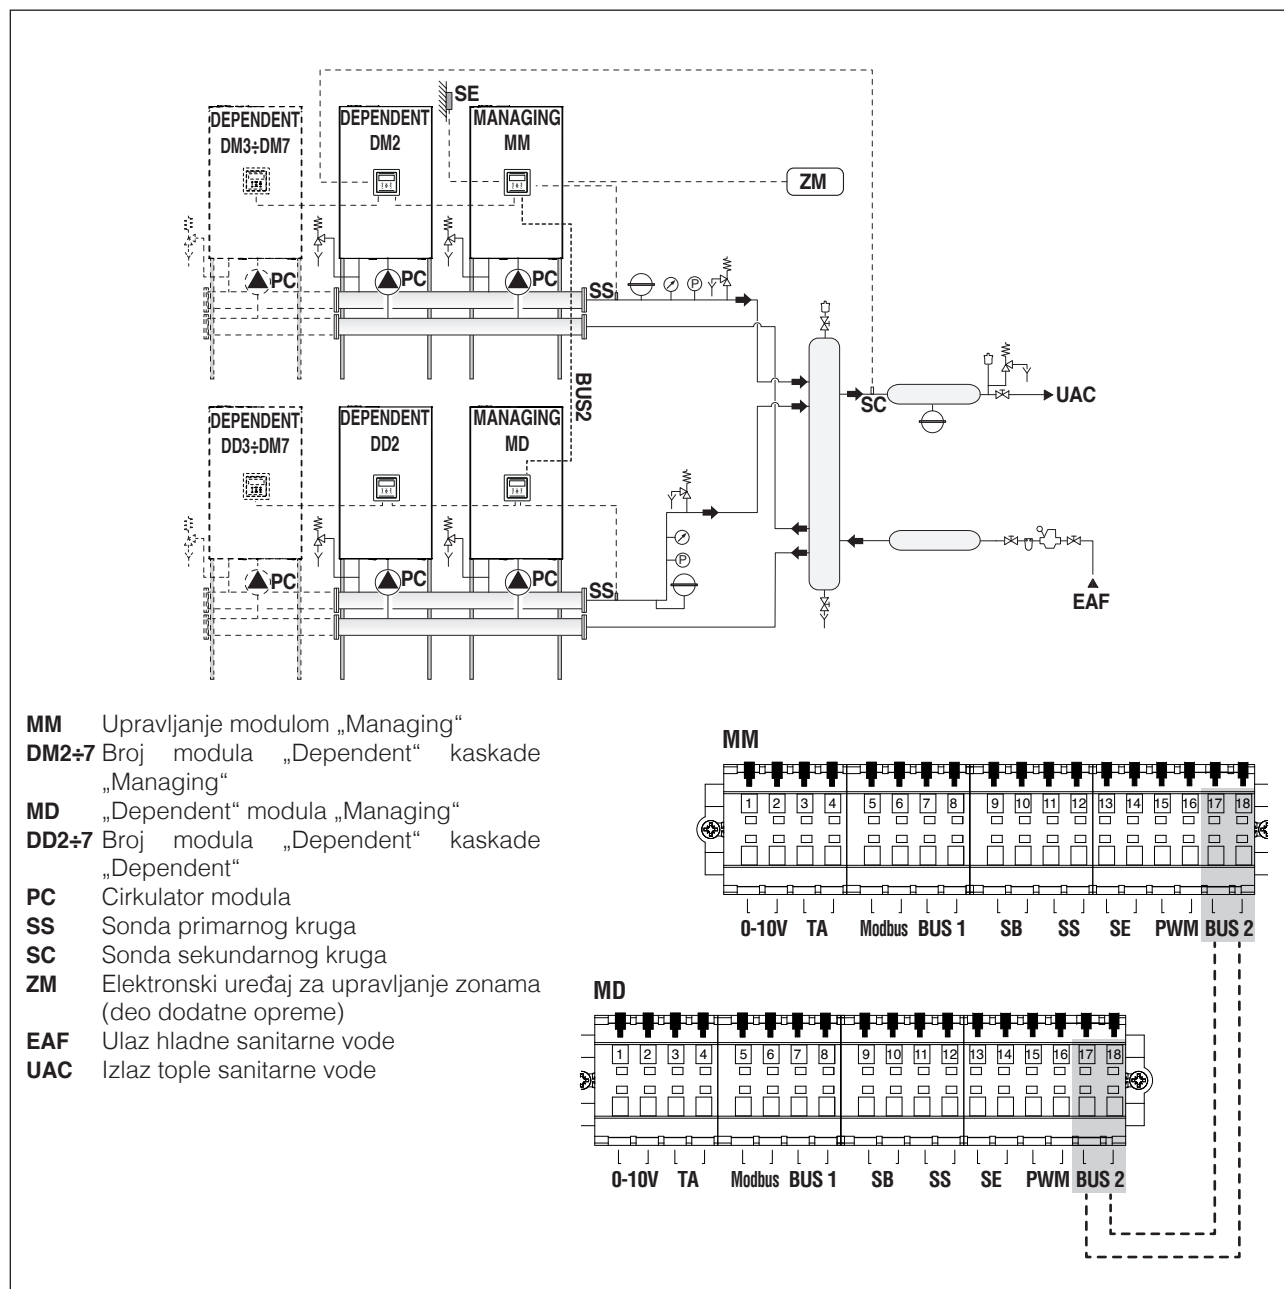 SE
DEPENDENT
DM3÷DM7
DEPENDENT
DM2
MANAGING
MM
ZM
PC
PC
PC
SS
P
BUS2
SC
UAC
DEPENDENT
DD3÷DM7
DEPENDENT
DD2
MANAGING
MD
P
PC
PC
PC
SS
EAF
MM Upravljanje modulom „Managing“
DM2÷7 Broj modula „Dependent“ kaskade
„Managing“
MD „Dependent“ modula „Managing“
DD2÷7 Broj modula „Dependent“ kaskade
„Dependent“
PC Cirkulator modula
SS Sonda primarnog kruga
SC Sonda sekundarnog kruga
ZM Elektronski uređaj za upravljanje zonama
(deo dodatne opreme)
EAF Ulaz hladne sanitarne vode
UAC Izlaz tople sanitarne vode
MM
1 2 3 4 5 6 7 8 9 10 11 12 13 14 15 16 17 18
0-10V TA Modbus BUS 1 SB SS SE PWM BUS 2
MD
1 2 3 4 5 6 7 8 9 10 11 12 13 14 15 16 17 18
0-10V TA Modbus BUS 1 SB SS SE PWM BUS 2